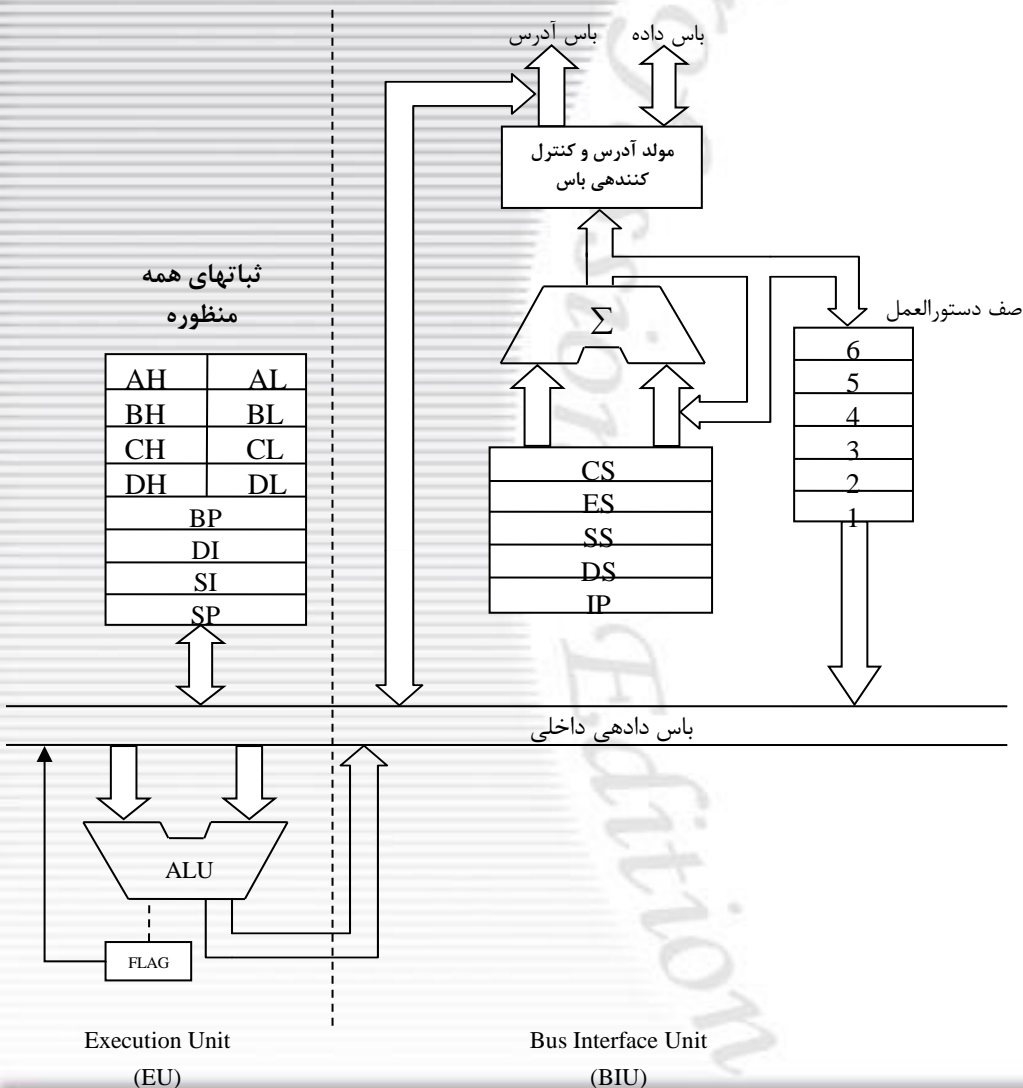 باس آدرس
باس داده
مولد آدرس و کنترل
کنندهی باس
ثباتهای همه
منظوره
صف دستورالعمل
Σ
AH AL
BH BL
CH CL
DH DL
BP
DI
SI
SP
CS
ES
SS
DS
IP
6
5
4
3
2
1
باس دادهی داخلی
ALU
FLAG
Execution Unit
(EU)
Bus Interface Unit
(BIU)
Edition